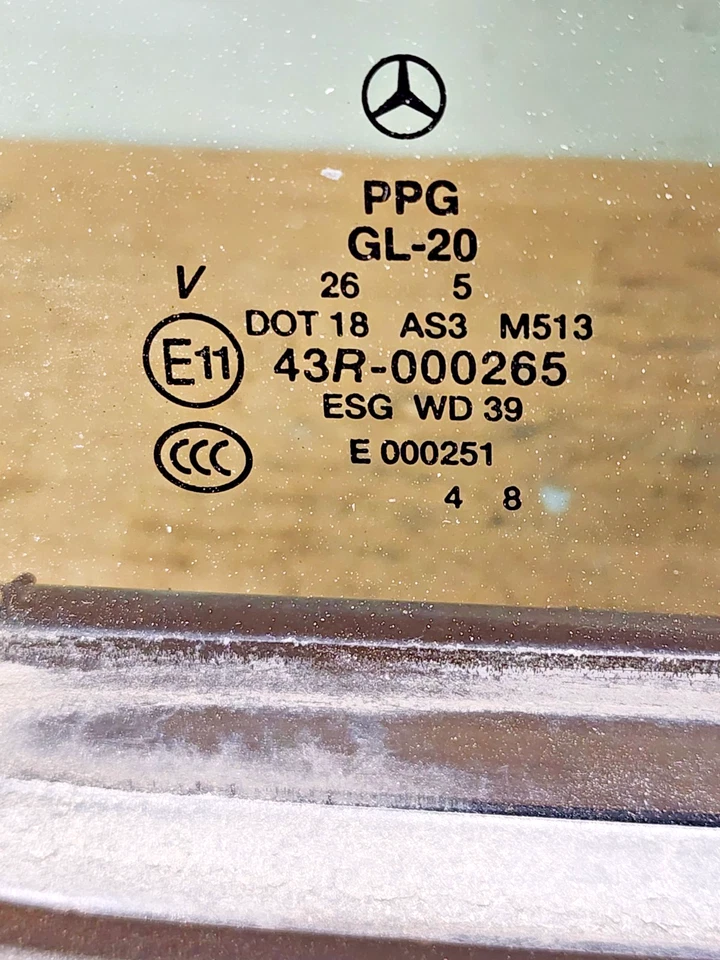 PPG
GL-20
V 26 5
DOT 18 AS3 M513
E11 43R-000265
ESG WD 39
CCC E 000251
4 8